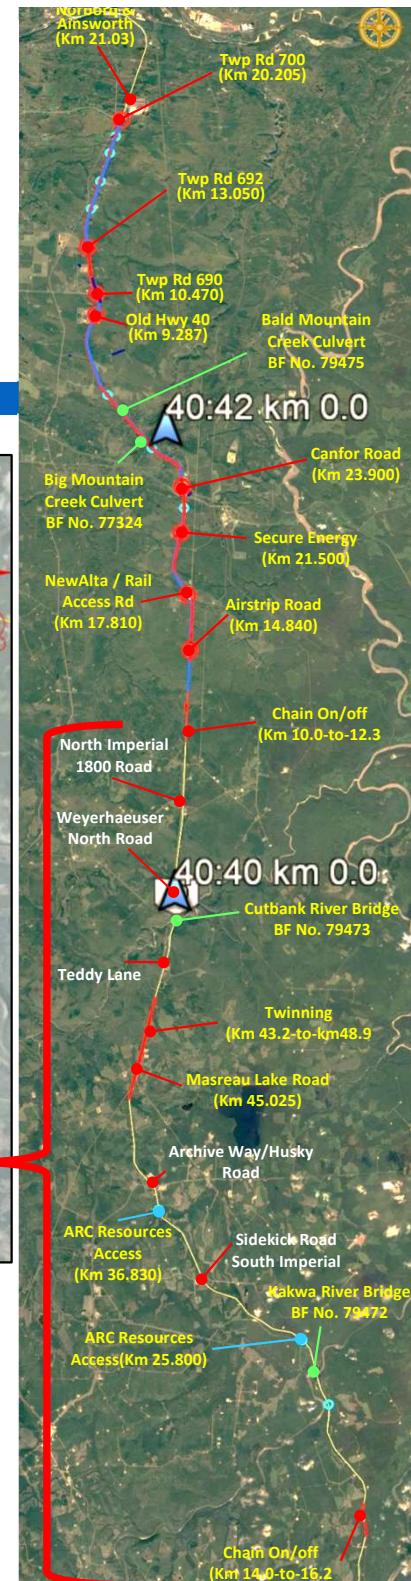 Norbord &
Ainsworth
(Km 21.03)
Twp Rd 700
(Km 20.205)
Twp Rd 692
(Km 13.050)
Twp Rd 690
(Km 10.470)
Old Hwy 40
(Km 9.287)
Bald Mountain
Creek Culvert
BF No. 79475
40:42 km 0.0
Big Mountain
Creek Culvert
BF No. 77324
Canfor Road
(Km 23.900)
Secure Energy
(Km 21.500)
NewAlta / Rail
Access Rd
(Km 17.810)
Airstrip Road
(Km 14.840)
Chain On/off
(Km 10.0-to-12.3
North Imperial
1800 Road
Weyerhaeuser
North Road
40:40 km 0.0
Cutbank River Bridge
BF No. 79473
Teddy Lane
Twinning
(Km 43.2-to-km48.9
Masreau Lake Road
(Km 45.025)
Archive Way/Husky
Road
ARC Resources
Access
(Km 36.830)
Sidekick Road
South Imperial
Kakwa River Bridge
BF No. 79472
ARC Resources
Access(Km 25.800)
Chain On/off
(Km 14.0-to-16.2